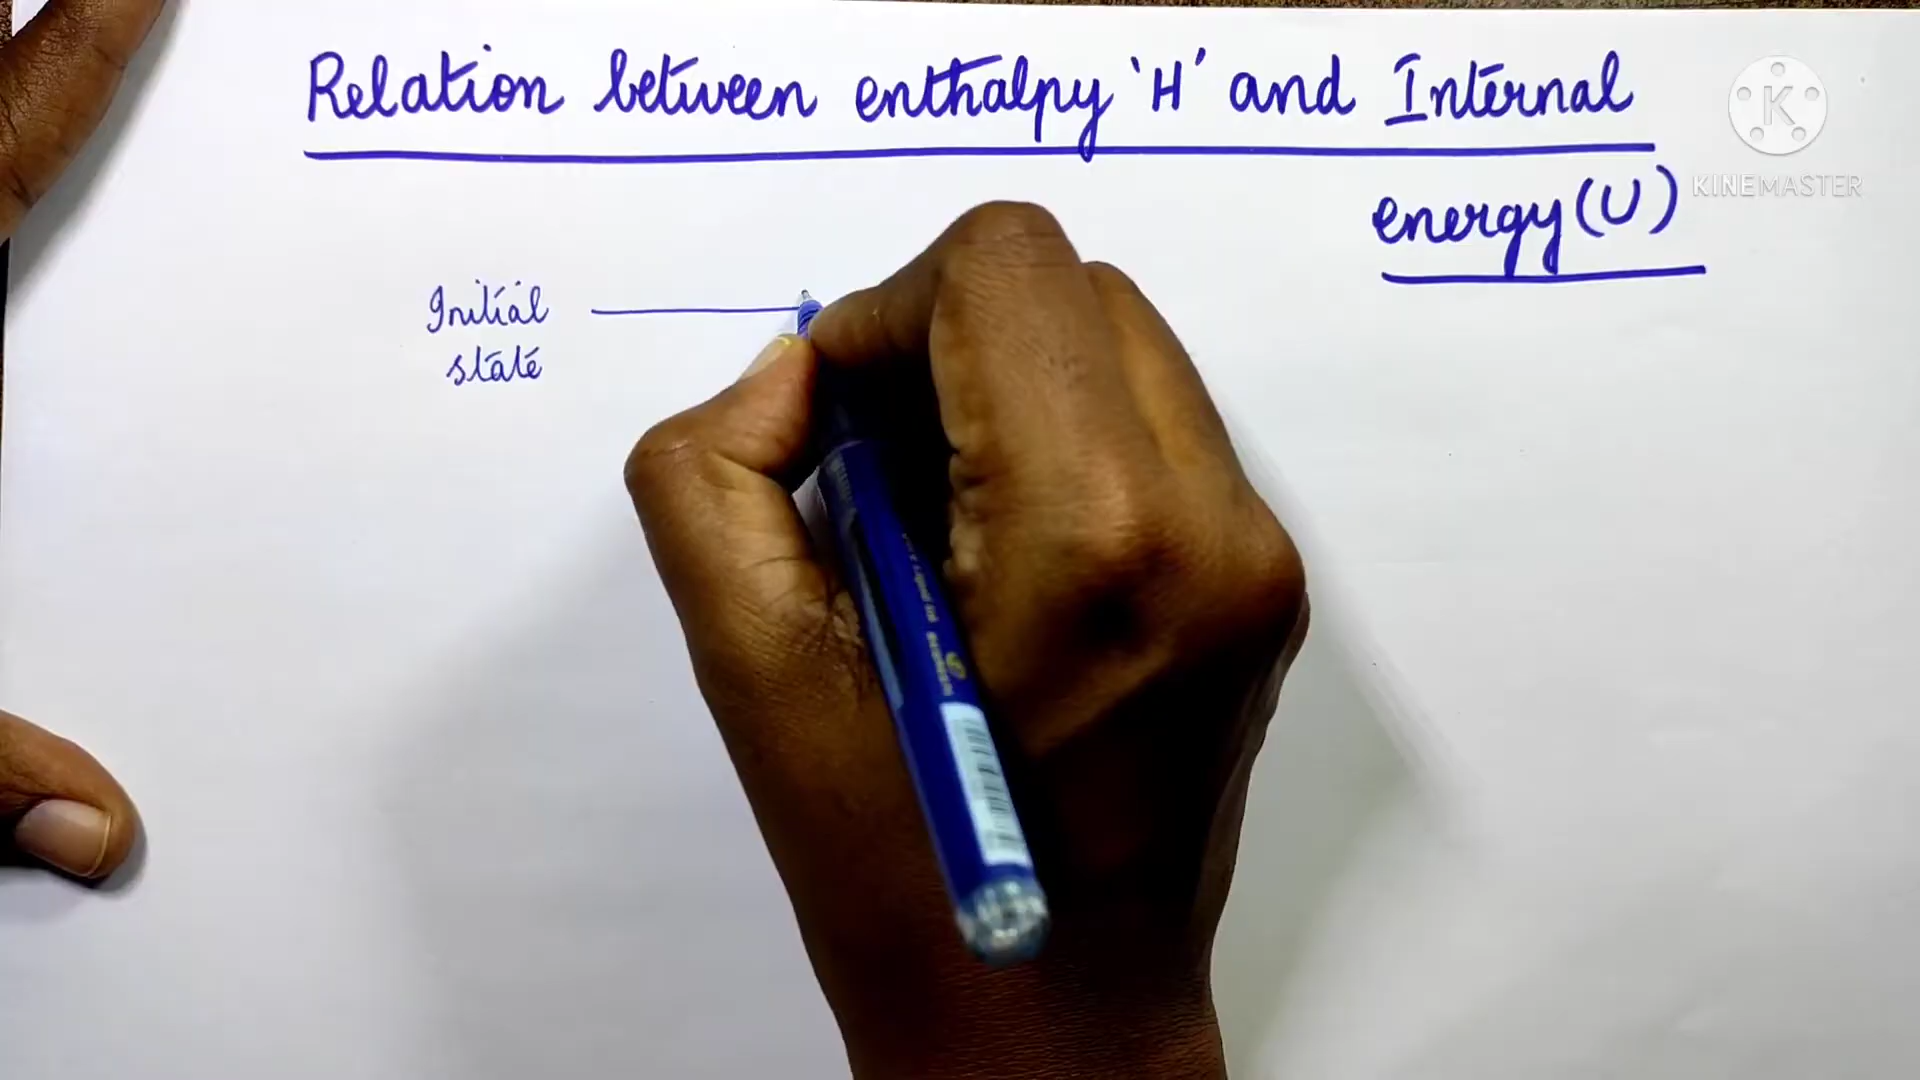 Relation between enthalpy 'H' and Internal
energy (U)
Initial
state
K
KINEMASTER